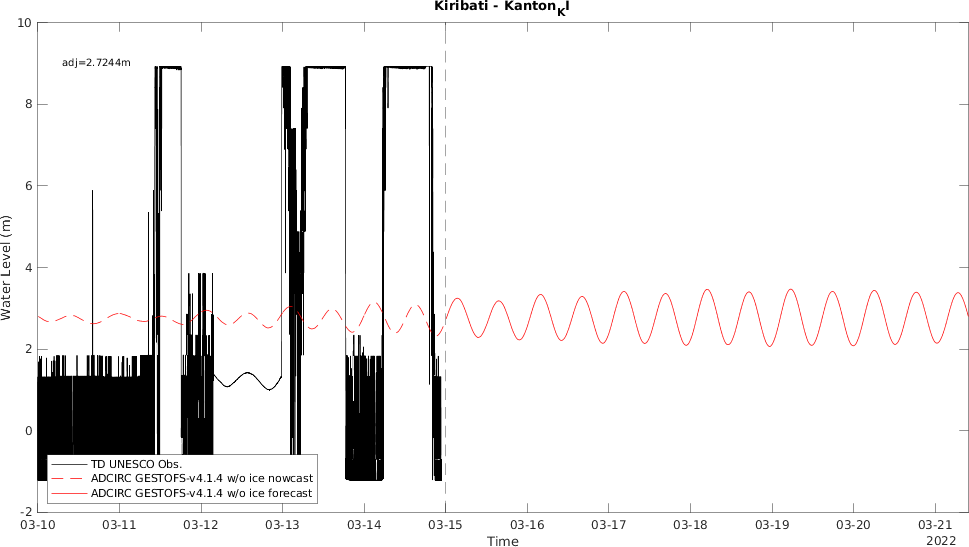 Kiribati - KantonKI
adj=2.7244m
Water Level (m)
10
8
6
4
2
0
-2
TD UNESCO Obs.
ADCIRC GESTOFS-v4.1.4 w/o ice nowcast
ADCIRC GESTOFS-v4.1.4 w/o ice forecast
03-10 03-11 03-12 03-13 03-14 03-15 03-16 03-17 03-18 03-19 03-20 03-21
Time
2022